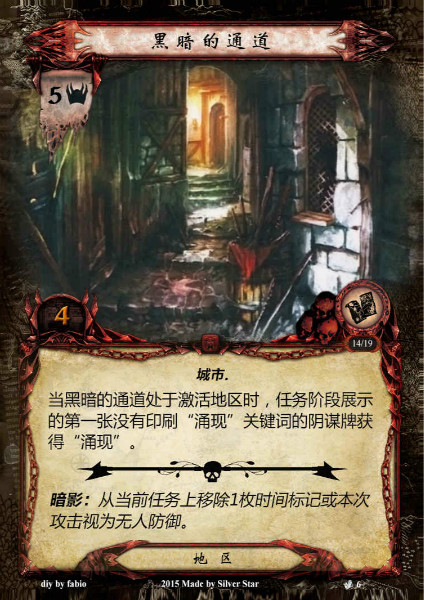 黑暗的通道
5
4
14/19
城市.
当黑暗的通道处于激活地区时，任务阶段展示
的第一张没有印刷“涌现”关键词的阴谋牌获
得“涌现”。
暗影：从当前任务上移除1枚时间标记或本次
攻击视为无人防御。
地 区
diy by fabio 2015 Made by Silver Star 6